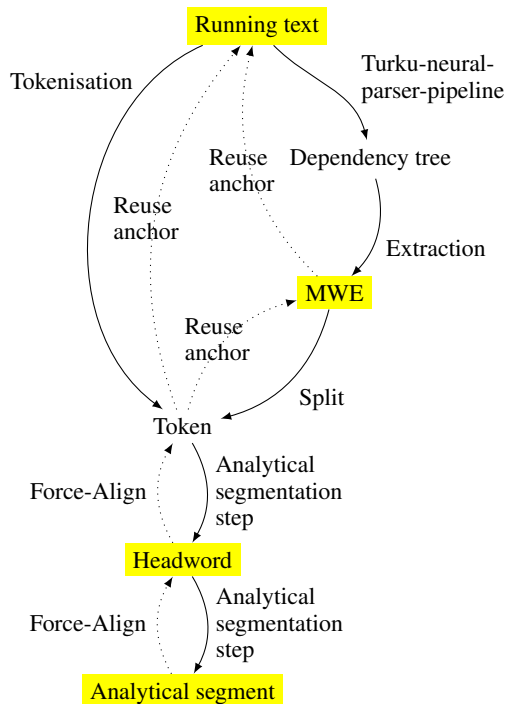 Running text
Tokenisation
Turku-neural-
parser-pipeline
Reuse
anchor
Dependency tree
Reuse
anchor
Extraction
MWE
Reuse
anchor
Split
Token
Force-Align
Analytical
segmentation
step
Headword
Force-Align
Analytical
segmentation
step
Analytical segment